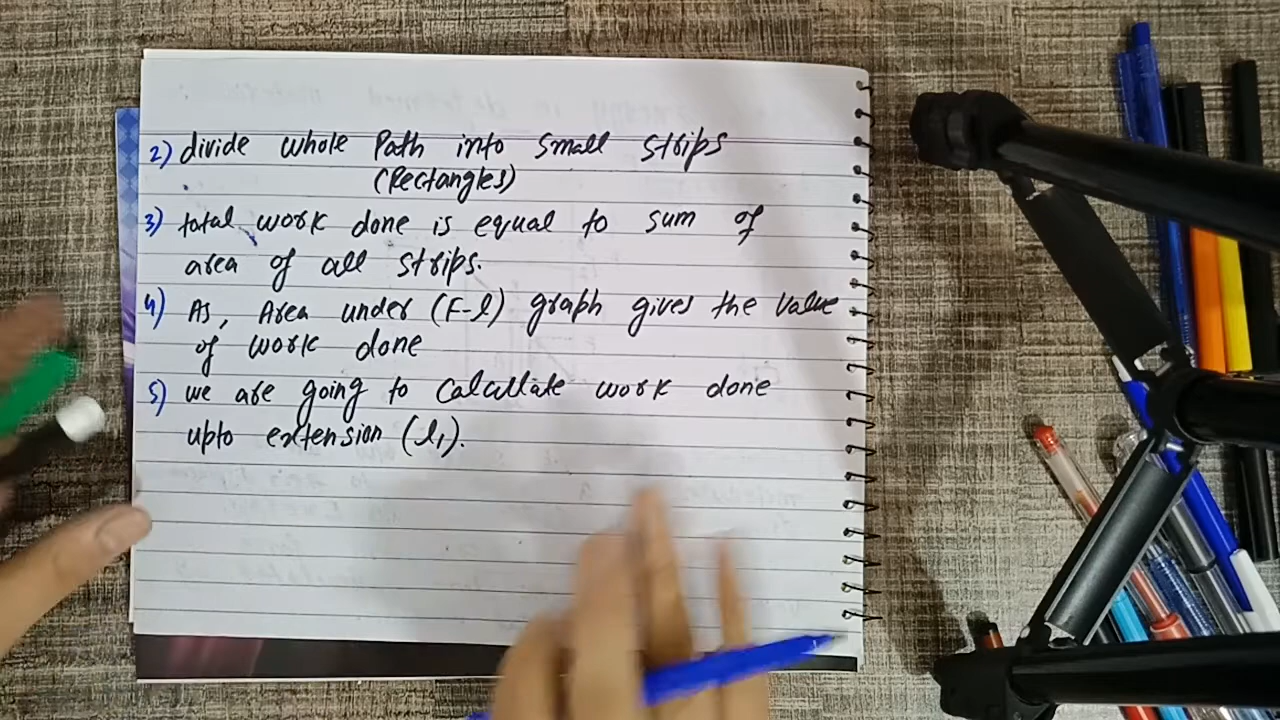 2) divide whole Path into small strips
(Rectangles)
3) total work done is equal to sum of
area of all strips.
4) As, Area under (F-l) graph gives the value
of work done
5) we are going to Calculate work done
upto extension (l₁).